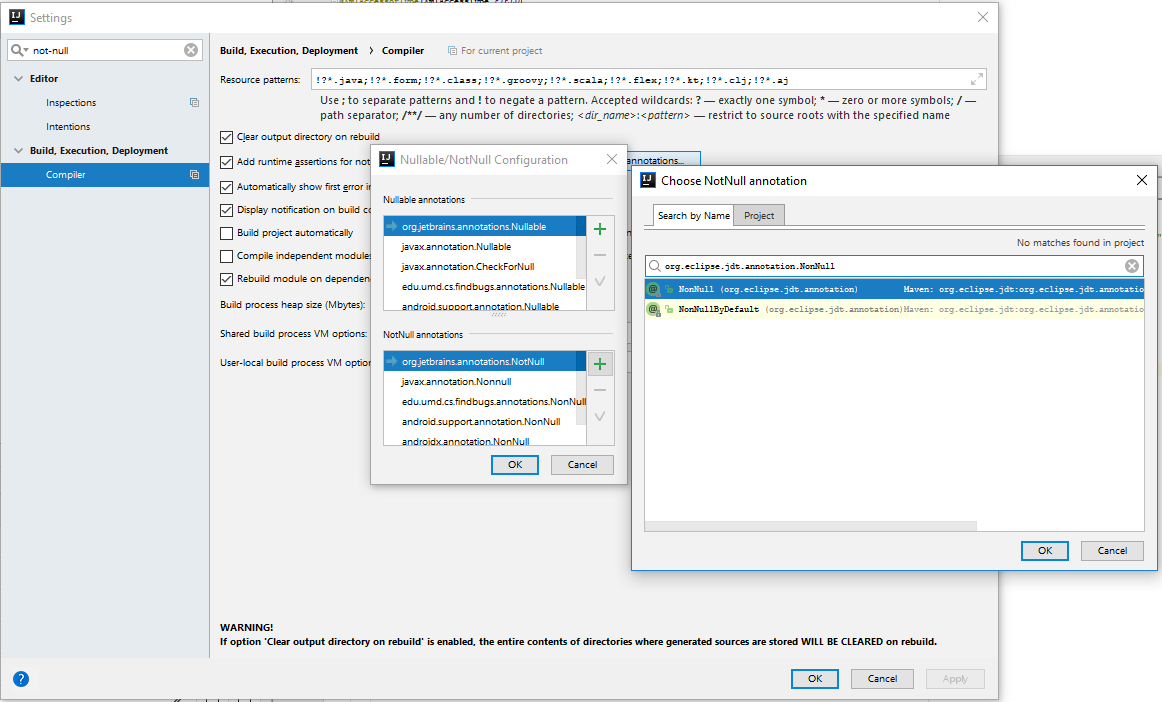 Settings
not-null
Editor
Inspections
Intentions
Build, Execution, Deployment
Compiler
Build, Execution, Deployment › Compiler For current project
Resource patterns: !?*.java;!?*.form;!?*.class;!?*.groovy;!?*.scala;!?*.flex;!?*.kt;!?*.clj;!?*.aj
Use ; to separate patterns and ! to negate a pattern. Accepted wildcards: ? — exactly one symbol; * — zero or more symbols; / —
path separator; /**/ — any number of directories; <dir_name>:<pattern> — restrict to source roots with the specified name
Clear output directory on rebuild
Add runtime assertions for not
annotations...
Automatically show first error in
Display notification on build co
Build project automatically
Compile independent modules
Rebuild module on dependen
Build process heap size (Mbytes):
Shared build process VM options:
User-local build process VM option
Nullable/NotNull Configuration
Nullable annotations
org.jetbrains.annotations.Nullable
javax.annotation.Nullable
javax.annotation.CheckForNull
edu.umd.cs.findbugs.annotations.Nullable
android.support.annotation.Nullable
NotNull annotations
org.jetbrains.annotations.NotNull
javax.annotation.Nonnull
edu.umd.cs.findbugs.annotations.NonNull
android.support.annotation.NonNull
androidx.annotation.NonNull
OK Cancel
Choose NotNull annotation
Search by Name Project
No matches found in project
org.eclipse.jdt.annotation.NonNull
NonNull (org.eclipse.jdt.annotation) Maven: org.eclipse.jdt:org.eclipse.jdt.annotatio
NonNullByDefault (org.eclipse.jdt.annotation) Maven: org.eclipse.jdt:org.eclipse.jdt.annotatio
OK Cancel
WARNING!
If option 'Clear output directory on rebuild' is enabled, the entire contents of directories where generated sources are stored WILL BE CLEARED on rebuild.
? OK Cancel Apply